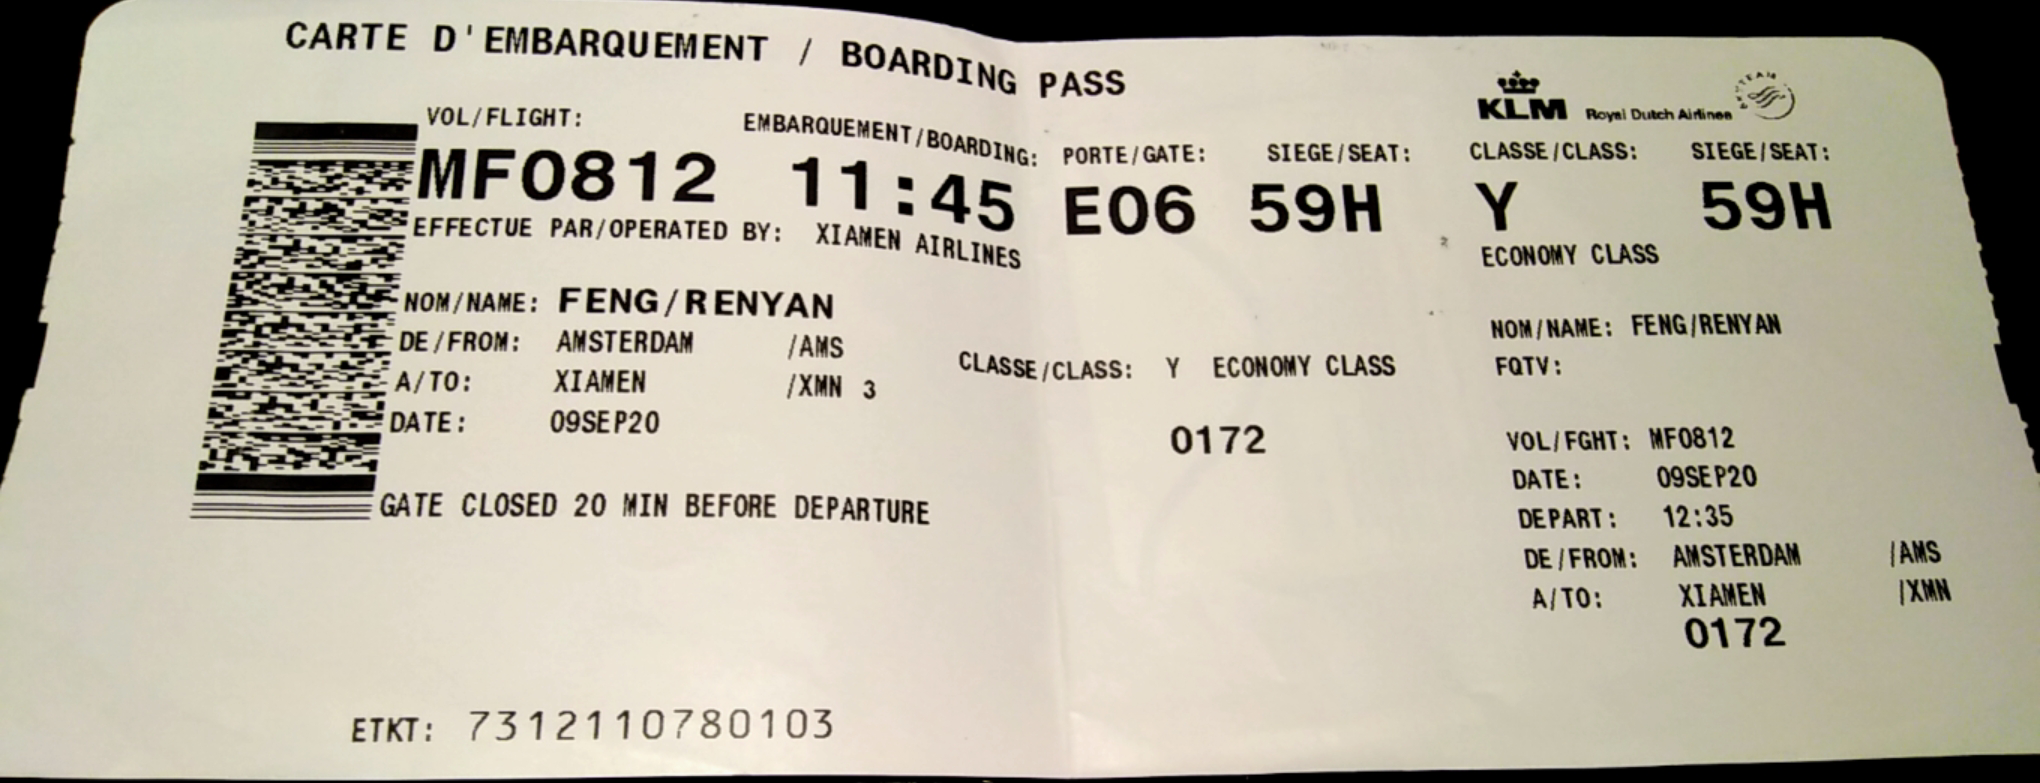 CARTE D'EMBARQUEMENT / BOARDING PASS
KLM Royal Dutch Airlines SKYTEAM
VOL/FLIGHT: EMBARQUEMENT/BOARDING: PORTE/GATE: SIEGE/SEAT: CLASSE/CLASS: SIEGE/SEAT:
MF0812 11:45 E06 59H Y 59H
EFFECTUE PAR/OPERATED BY: XIAMEN AIRLINES
ECONOMY CLASS
NOM/NAME: FENG/RENYAN
DE/FROM: AMSTERDAM /AMS
A/TO: XIAMEN /XMN 3
CLASSE/CLASS: Y ECONOMY CLASS
DATE: 09SEP20
0172
GATE CLOSED 20 MIN BEFORE DEPARTURE
ETKT: 7312110780103
NOM/NAME: FENG/RENYAN
FQTV:
VOL/FGHT: MF0812
DATE: 09SEP20
DEPART: 12:35
DE/FROM: AMSTERDAM /AMS
A/TO: XIAMEN /XMN
0172